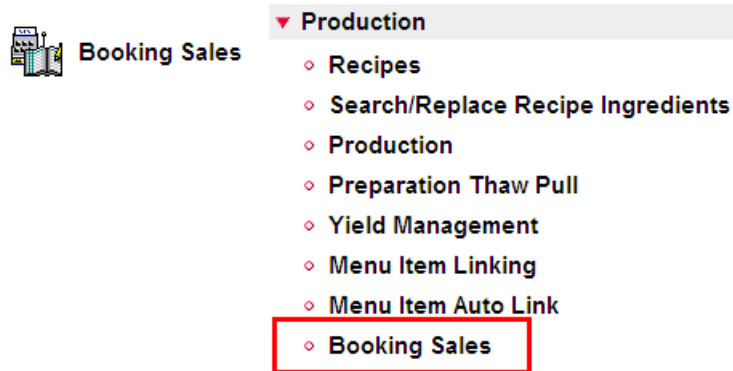 Booking Sales
Production
Recipes
Search/Replace Recipe Ingredients
Production
Preparation Thaw Pull
Yield Management
Menu Item Linking
Menu Item Auto Link
Booking Sales